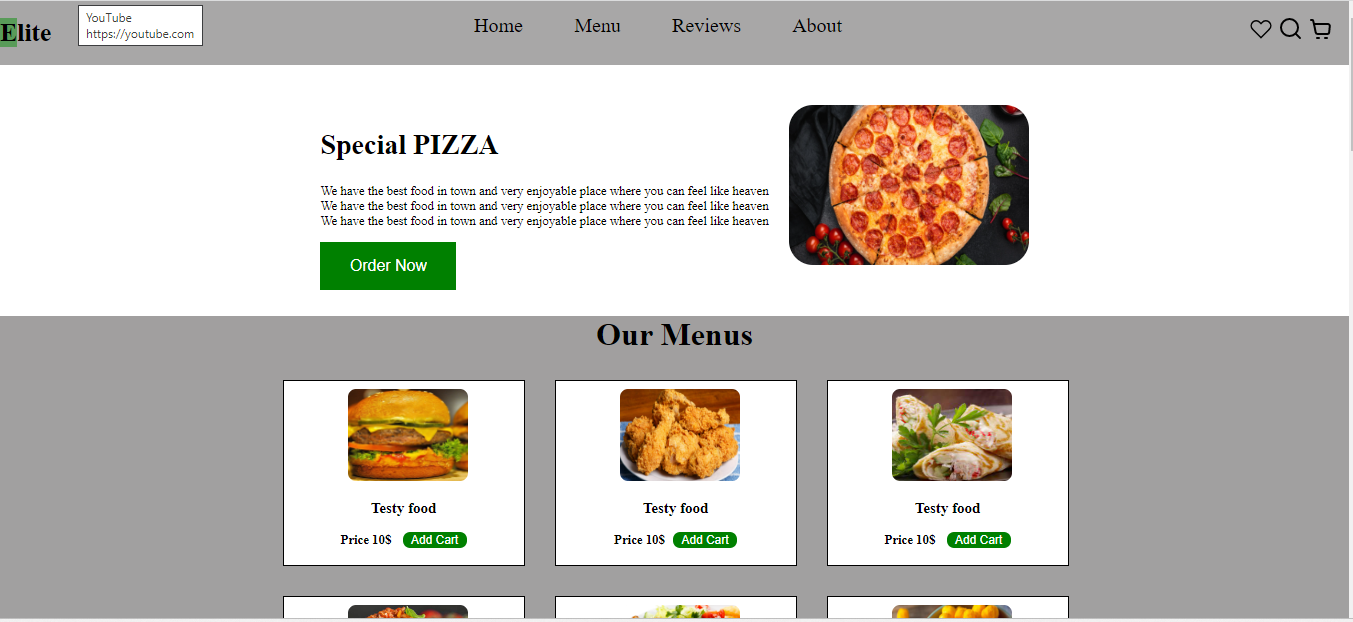 Elite
YouTube
https://youtube.com
Home Menu Reviews About
Special PIZZA
We have the best food in town and very enjoyable place where you can feel like heaven
We have the best food in town and very enjoyable place where you can feel like heaven
We have the best food in town and very enjoyable place where you can feel like heaven
Order Now
Our Menus
Testy food Testy food Testy food
Price 10$ Add Cart Price 10$ Add Cart Price 10$ Add Cart